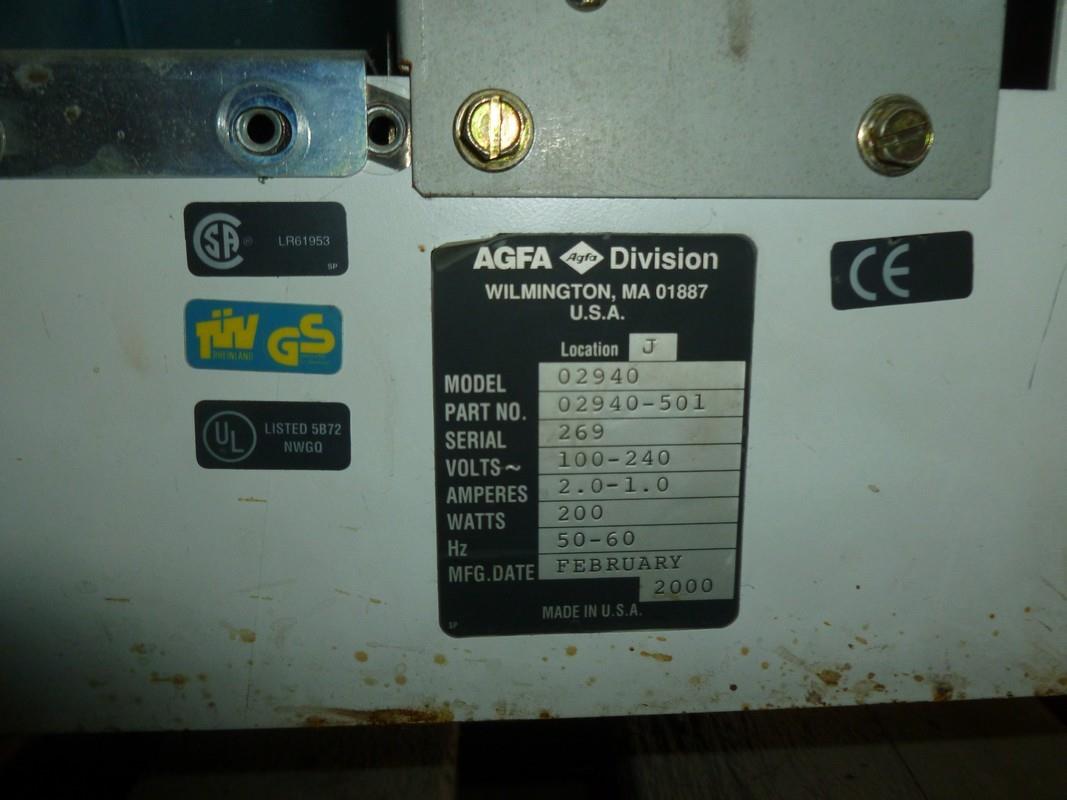 CSA ® LR61953
SP
TÜV GS
RHEINLAND
UL LISTED 5B72
NWGQ
AGFA Agfa Division
WILMINGTON, MA 01887
U.S.A.
Location J
MODEL 02940
PART NO. 02940-501
SERIAL 269
VOLTS~ 100-240
AMPERES 2.0-1.0
WATTS 200
Hz 50-60
MFG.DATE FEBRUARY
2000
MADE IN U.S.A.
SP
CE